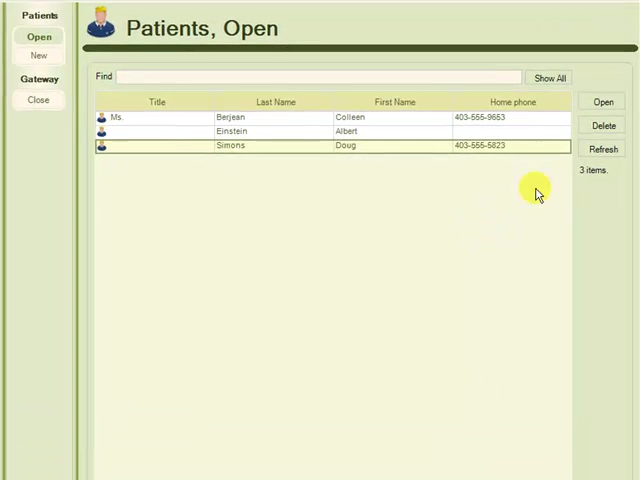 Patients
Open
New
Gateway
Close
Patients, Open
Find Show All
Title Last Name First Name Home phone
Ms. Berjean Colleen 403-555-9653
Einstein Albert
Simons Doug 403-555-5823
Open
Delete
Refresh
3 items.